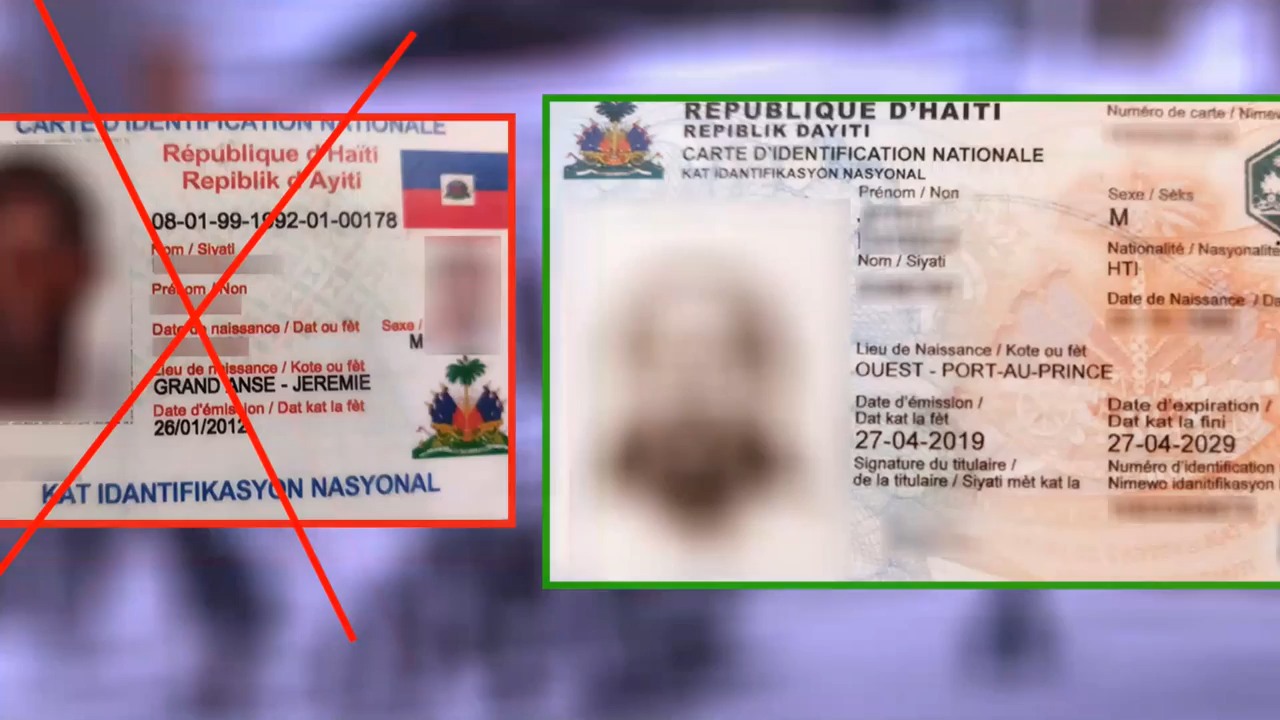 CARTE D'IDENTIFICATION NATIONALE
République d'Haïti
Repiblik d'Ayiti
08-01-99-1992-01-00178
Nom / Siyati
Prénom / Non
Date de naissance / Dat ou fèt
Sexe /
M
Lieu de Naissance / Kote ou fèt
GRAND'ANSE - JEREMIE
Date d'émission / Dat kat la fèt
26/01/2012
KAT IDANTIFIKASYON NASYONAL
REPUBLIQUE D'HAITI
REPIBLIK DAYITI
CARTE D'IDENTIFICATION NATIONALE
KAT IDANTIFIKASYON NASYONAL
Numéro de carte /
Prénom / Non
Sexe / Sèks
M
Nom / Siyati
Nationalité / Nasyonalite
HTI
Date de Naissance /
Lieu de Naissance / Kote ou fèt
OUEST - PORT-AU-PRINCE
Date d'émission /
Dat kat la fèt
27-04-2019
Date d'expiration /
Dat kat la fini
27-04-2029
Signature du titulaire /
de la titulaire / Siyati mèt kat la
Numéro d'identification
Nimewo idanitifikasyon